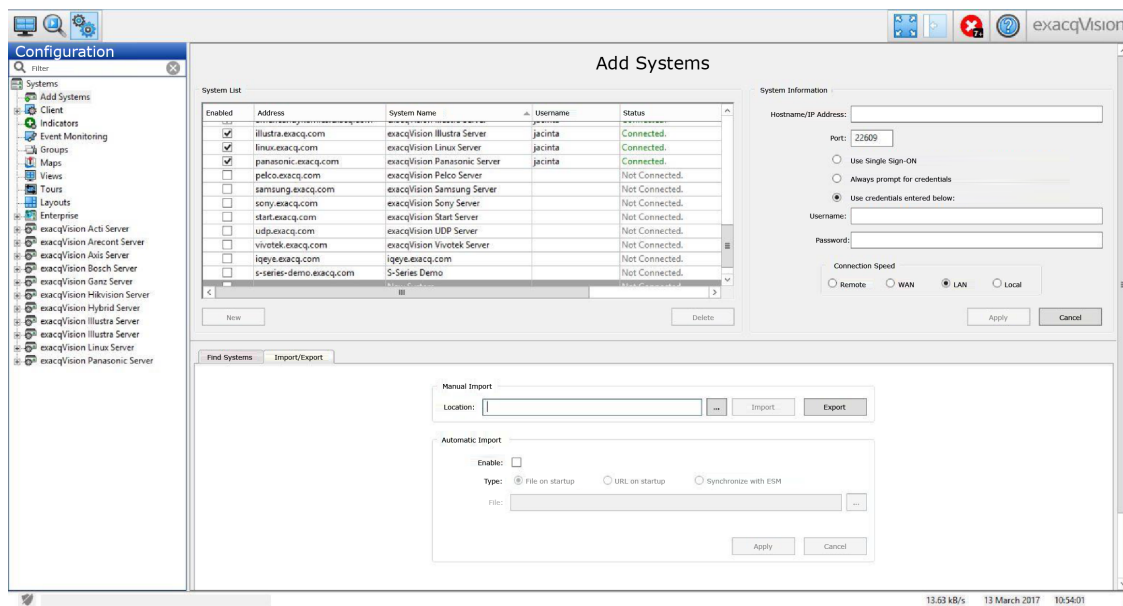 exacqVision
7+
Configuration
Filter
Systems
Add Systems
Client
Indicators
Event Monitoring
Groups
Maps
Views
Tours
Layouts
Enterprise
exacqVision Acti Server
exacqVision Arecont Server
exacqVision Axis Server
exacqVision Bosch Server
exacqVision Ganz Server
exacqVision Hikvision Server
exacqVision Hybrid Server
exacqVision Illustra Server
exacqVision Illustra Server
exacqVision Linux Server
exacqVision Panasonic Server
Add Systems
System List
Enabled Address System Name Username Status
illustra.exacq.com exacqVision Illustra Server jacinta Connected.
linux.exacq.com exacqVision Linux Server jacinta Connected.
panasonic.exacq.com exacqVision Panasonic Server jacinta Connected.
pelco.exacq.com exacqVision Pelco Server Not Connected.
samsung.exacq.com exacqVision Samsung Server Not Connected.
sony.exacq.com exacqVision Sony Server Not Connected.
start.exacq.com exacqVision Start Server Not Connected.
udp.exacq.com exacqVision UDP Server Not Connected.
vivotek.exacq.com exacqVision Vivotek Server Not Connected.
iqeye.exacq.com iqeye.exacq.com Not Connected.
s-series-demo.exacq.com S-Series Demo Not Connected.
New Delete
System Information
Hostname/IP Address:
Port: 22609
Use Single Sign-ON
Always prompt for credentials
Use credentials entered below:
Username:
Password:
Connection Speed
Remote WAN LAN Local
Apply Cancel
Find Systems Import/Export
Manual Import
Location: ... Import Export
Automatic Import
Enable:
Type: File on startup URL on startup Synchronize with ESM
File: ...
Apply Cancel
13.63 kB/s 13 March 2017 10:54:01